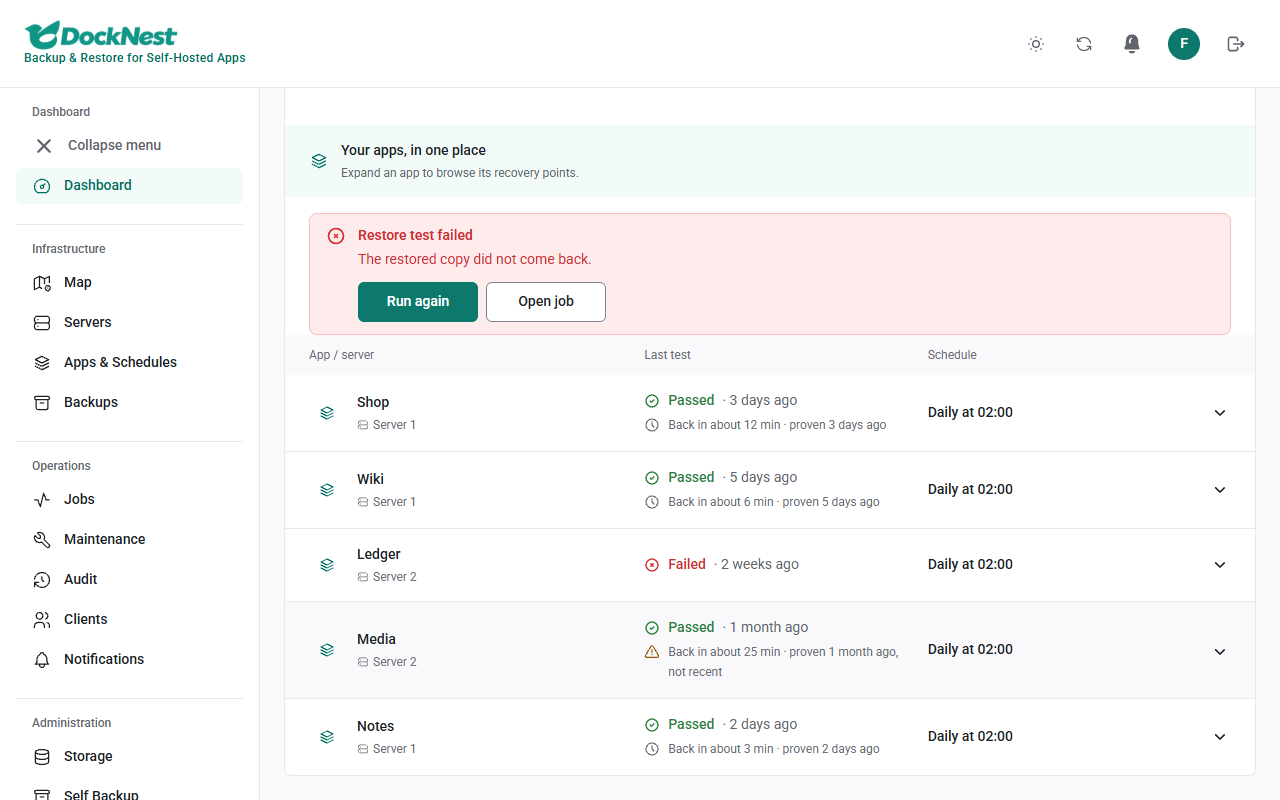 DockNest
Backup & Restore for Self-Hosted Apps
F
Dashboard
Collapse menu
Dashboard
Infrastructure
Map
Servers
Apps & Schedules
Backups
Operations
Jobs
Maintenance
Audit
Clients
Notifications
Administration
Storage
Self Backup
Your apps, in one place
Expand an app to browse its recovery points.
Restore test failed
The restored copy did not come back.
Run again
Open job
App / server
Last test
Schedule
Shop
Server 1
Passed · 3 days ago
Back in about 12 min · proven 3 days ago
Daily at 02:00
Wiki
Server 1
Passed · 5 days ago
Back in about 6 min · proven 5 days ago
Daily at 02:00
Ledger
Server 2
Failed · 2 weeks ago
Daily at 02:00
Media
Server 2
Passed · 1 month ago
Back in about 25 min · proven 1 month ago,
not recent
Daily at 02:00
Notes
Server 1
Passed · 2 days ago
Back in about 3 min · proven 2 days ago
Daily at 02:00